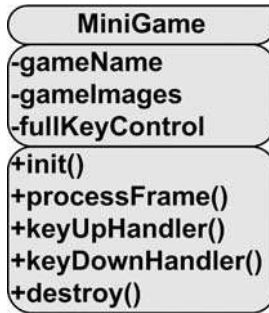 MiniGame
-gameName
-gameImages
-fullKeyControl
+init()
+processFrame()
+keyUpHandler()
+keyDownHandler()
+destroy()